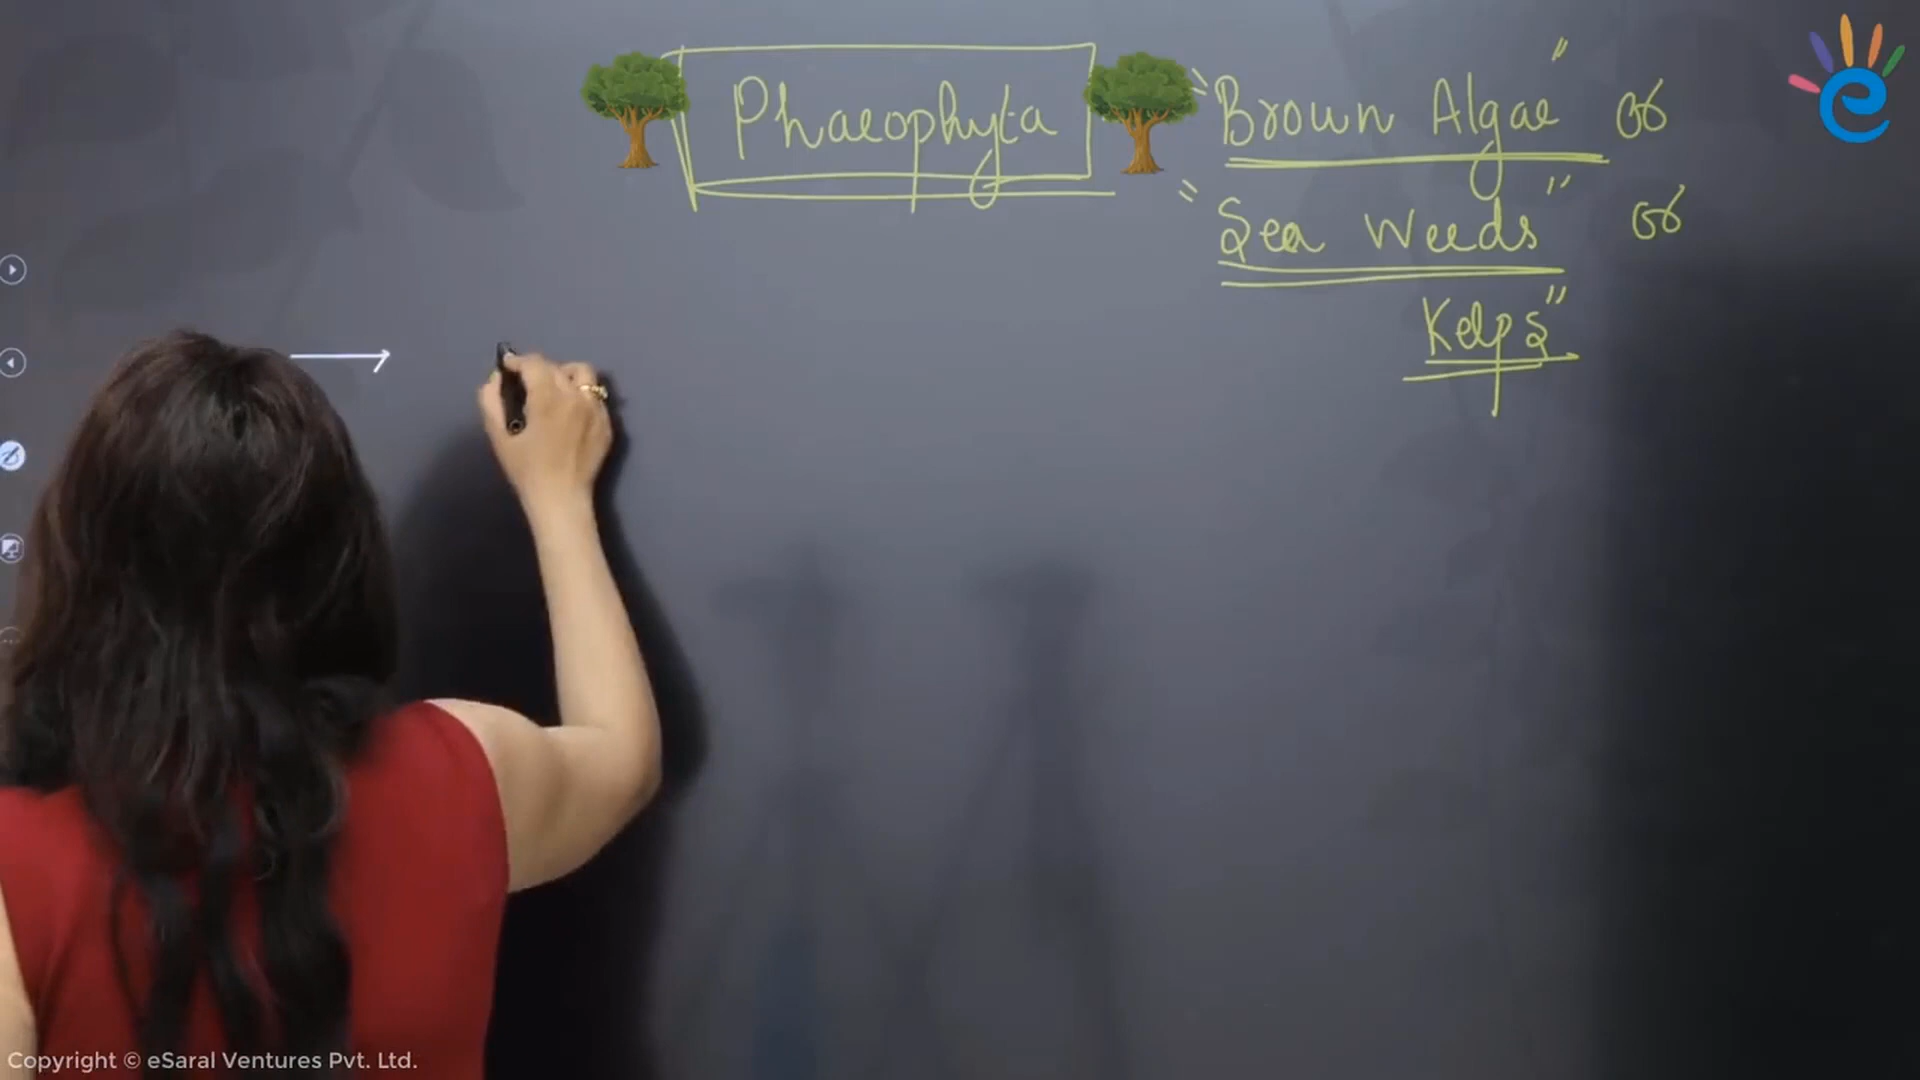 Phaeophyta
"Brown Algae" or
"Sea Weeds" or
Kelps"
Copyright © eSaral Ventures Pvt. Ltd.